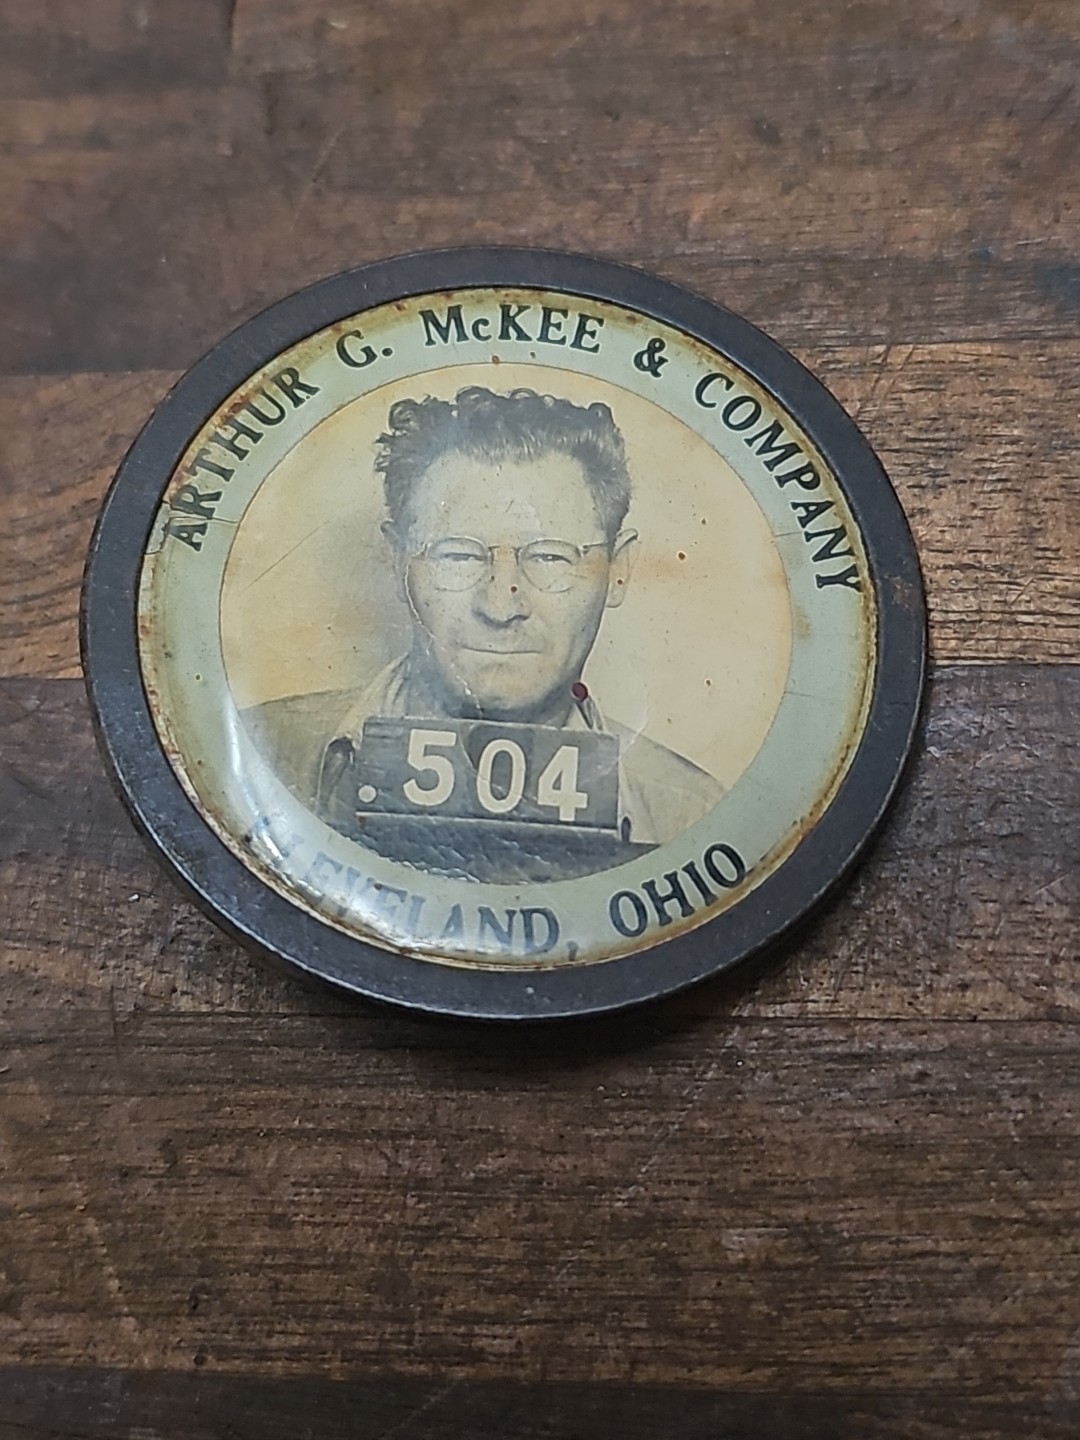 ARTHUR G. McKEE & COMPANY
.504
CLEVELAND, OHIO